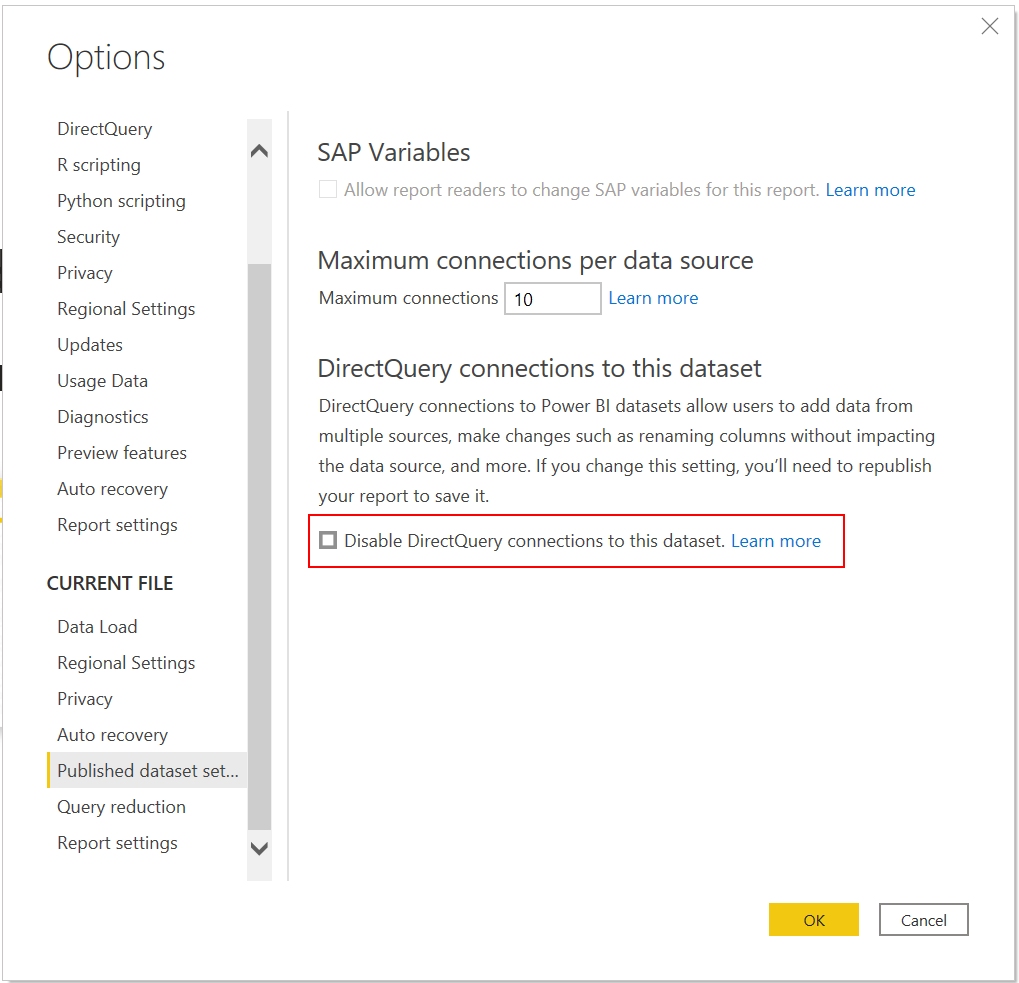 Options
DirectQuery
R scripting
Python scripting
Security
Privacy
Regional Settings
Updates
Usage Data
Diagnostics
Preview features
Auto recovery
Report settings
CURRENT FILE
Data Load
Regional Settings
Privacy
Auto recovery
Published dataset set...
Query reduction
Report settings
SAP Variables
Allow report readers to change SAP variables for this report. Learn more
Maximum connections per data source
Maximum connections 10 Learn more
DirectQuery connections to this dataset
DirectQuery connections to Power BI datasets allow users to add data from
multiple sources, make changes such as renaming columns without impacting
the data source, and more. If you change this setting, you’ll need to republish
your report to save it.
Disable DirectQuery connections to this dataset. Learn more
OK
Cancel